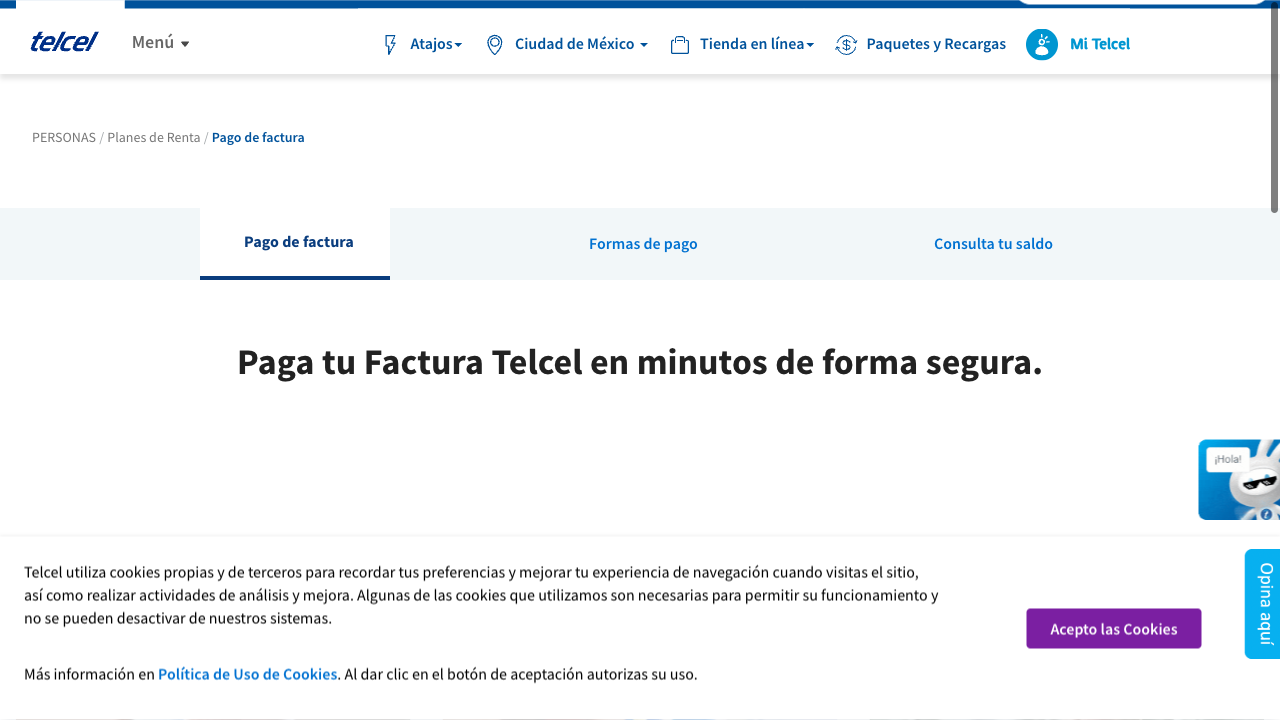 telcel
Menú
Atajos
Ciudad de México
Tienda en línea
Paquetes y Recargas
Mi Telcel
PERSONAS / Planes de Renta / Pago de factura
Pago de factura
Formas de pago
Consulta tu saldo
Paga tu Factura Telcel en minutos de forma segura.
¡Hola!
Telcel utiliza cookies propias y de terceros para recordar tus preferencias y mejorar tu experiencia de navegación cuando visitas el sitio,
así como realizar actividades de análisis y mejora. Algunas de las cookies que utilizamos son necesarias para permitir su funcionamiento y
no se pueden desactivar de nuestros sistemas.
Más información en Política de Uso de Cookies. Al dar clic en el botón de aceptación autorizas su uso.
Acepto las Cookies
Opina aquí